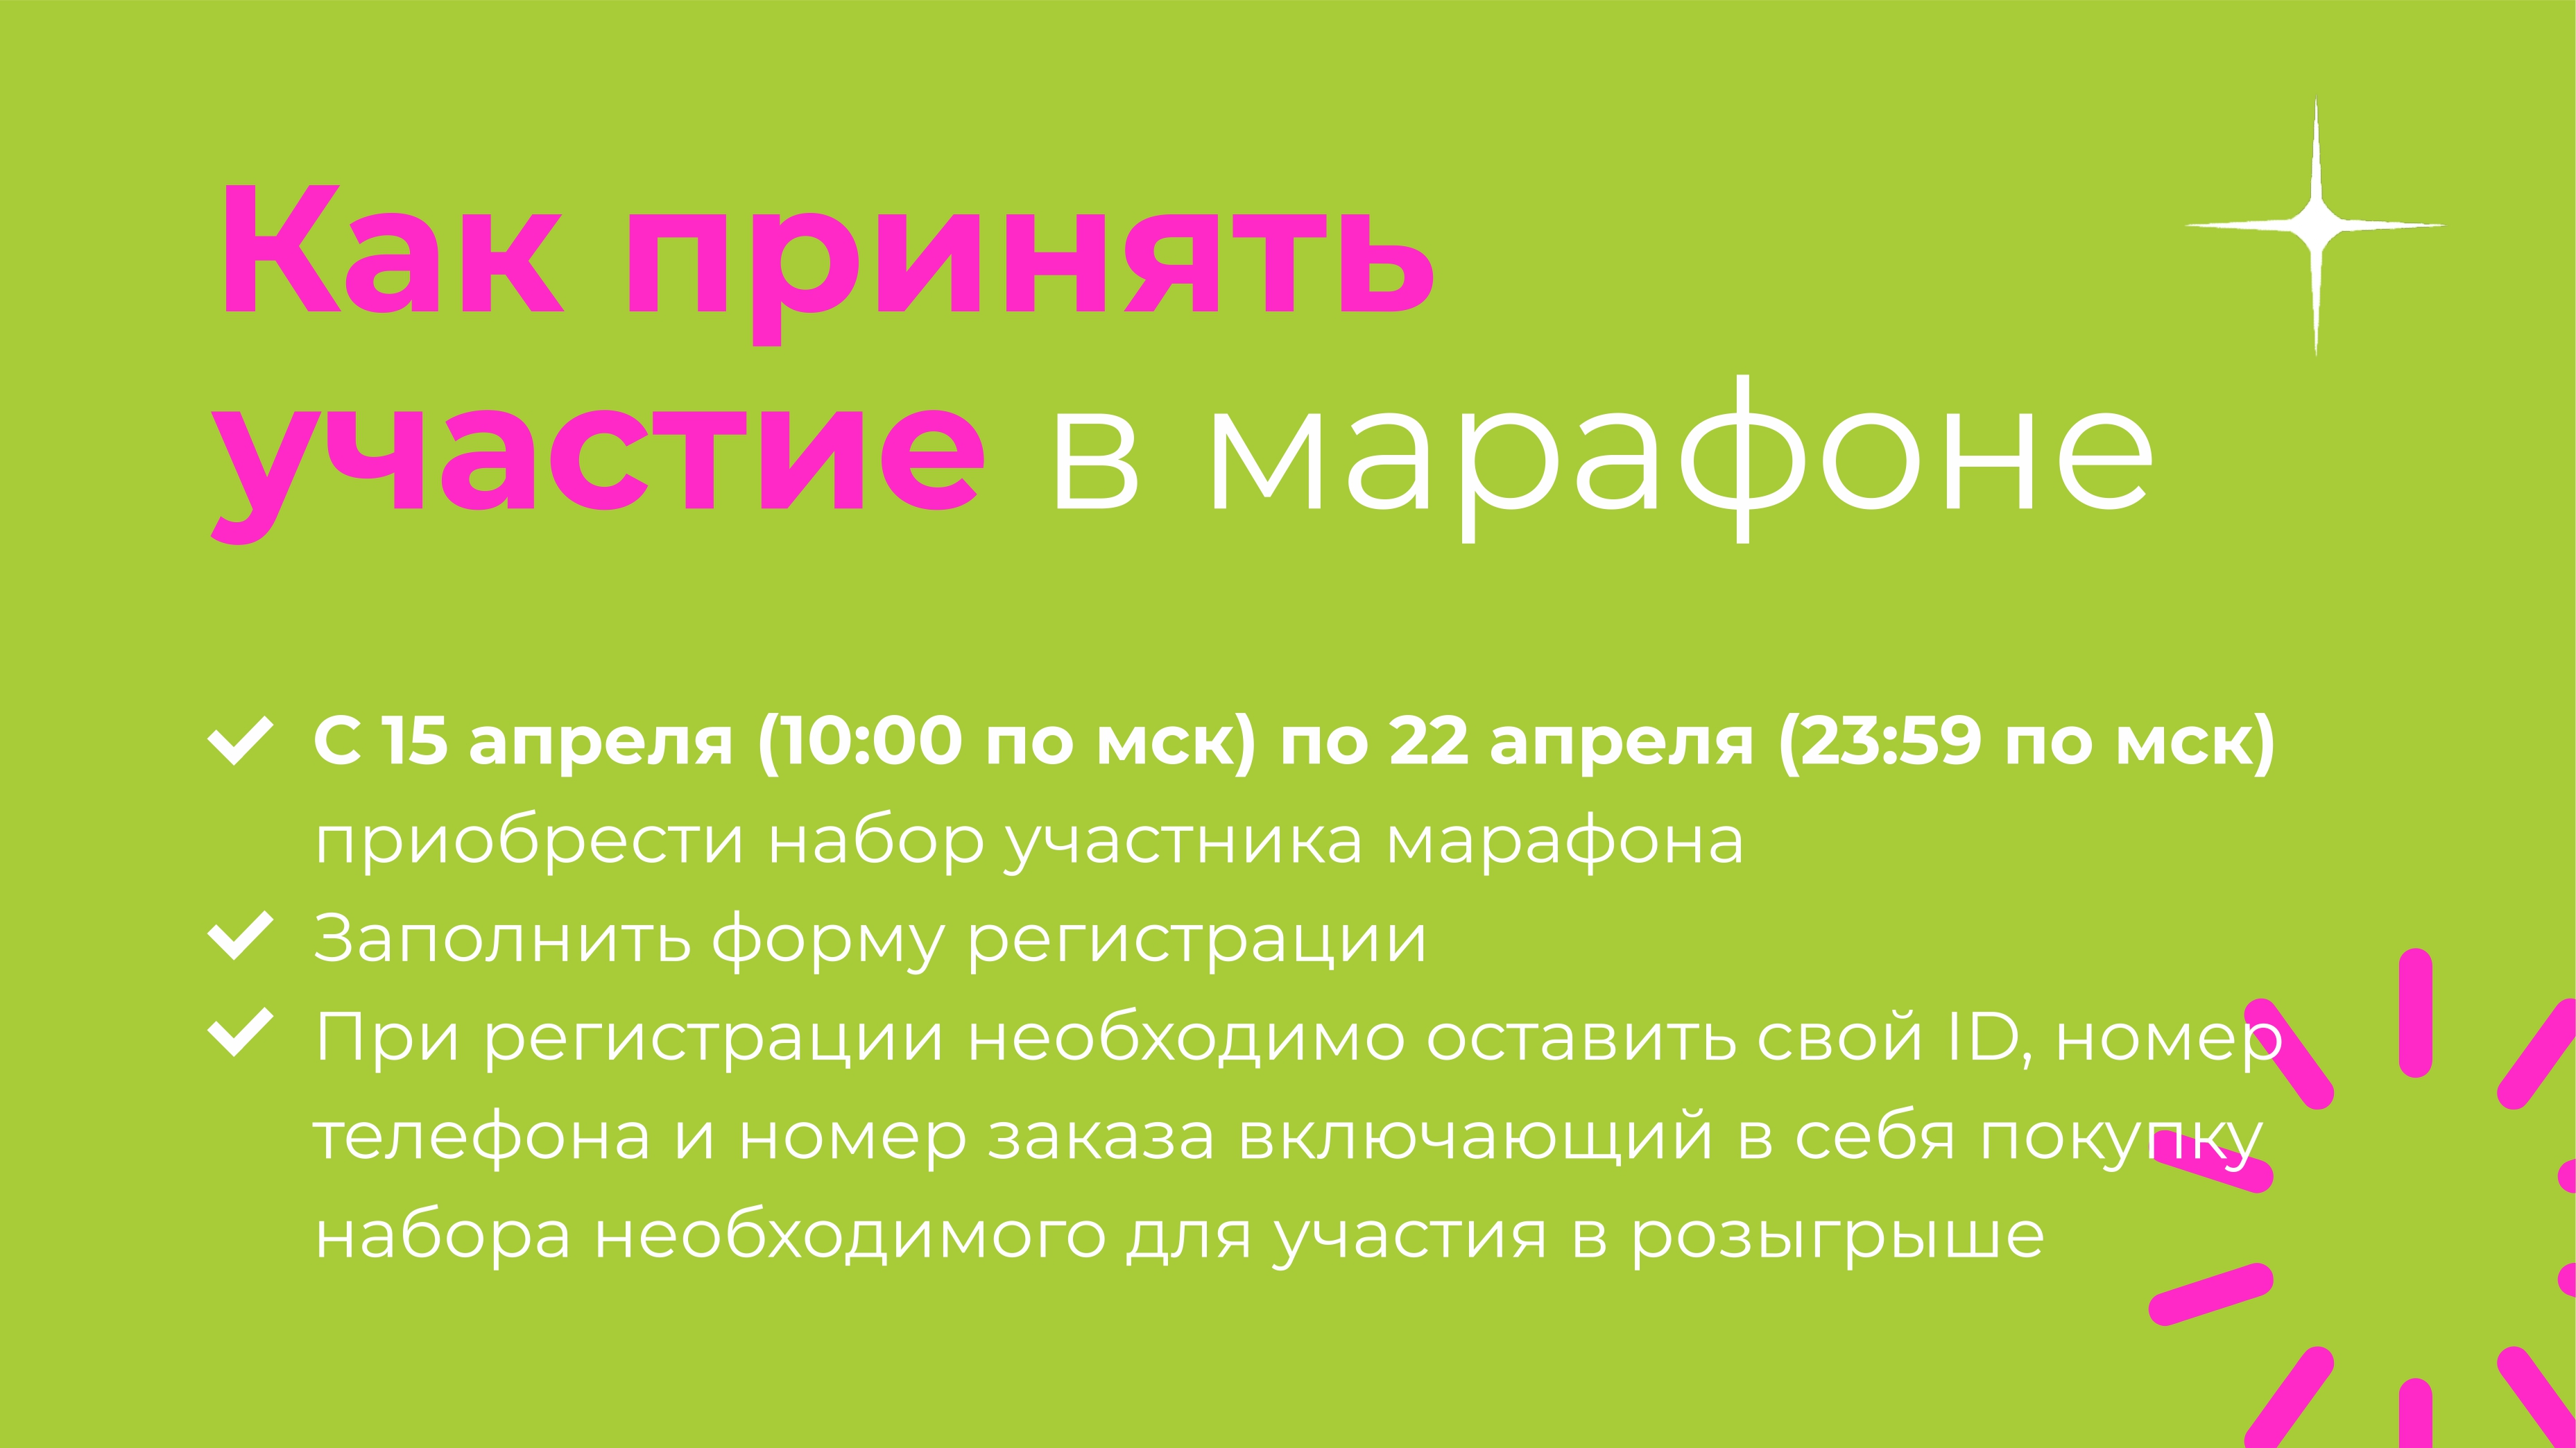 Как принять
участие в марафоне
С 15 апреля (10:00 по мск) по 22 апреля (23:59 по мск)
приобрести набор участника марафона
Заполнить форму регистрации
При регистрации необходимо оставить свой ID, номер
телефона и номер заказа включающий в себя покупку
набора необходимого для участия в розыгрыше